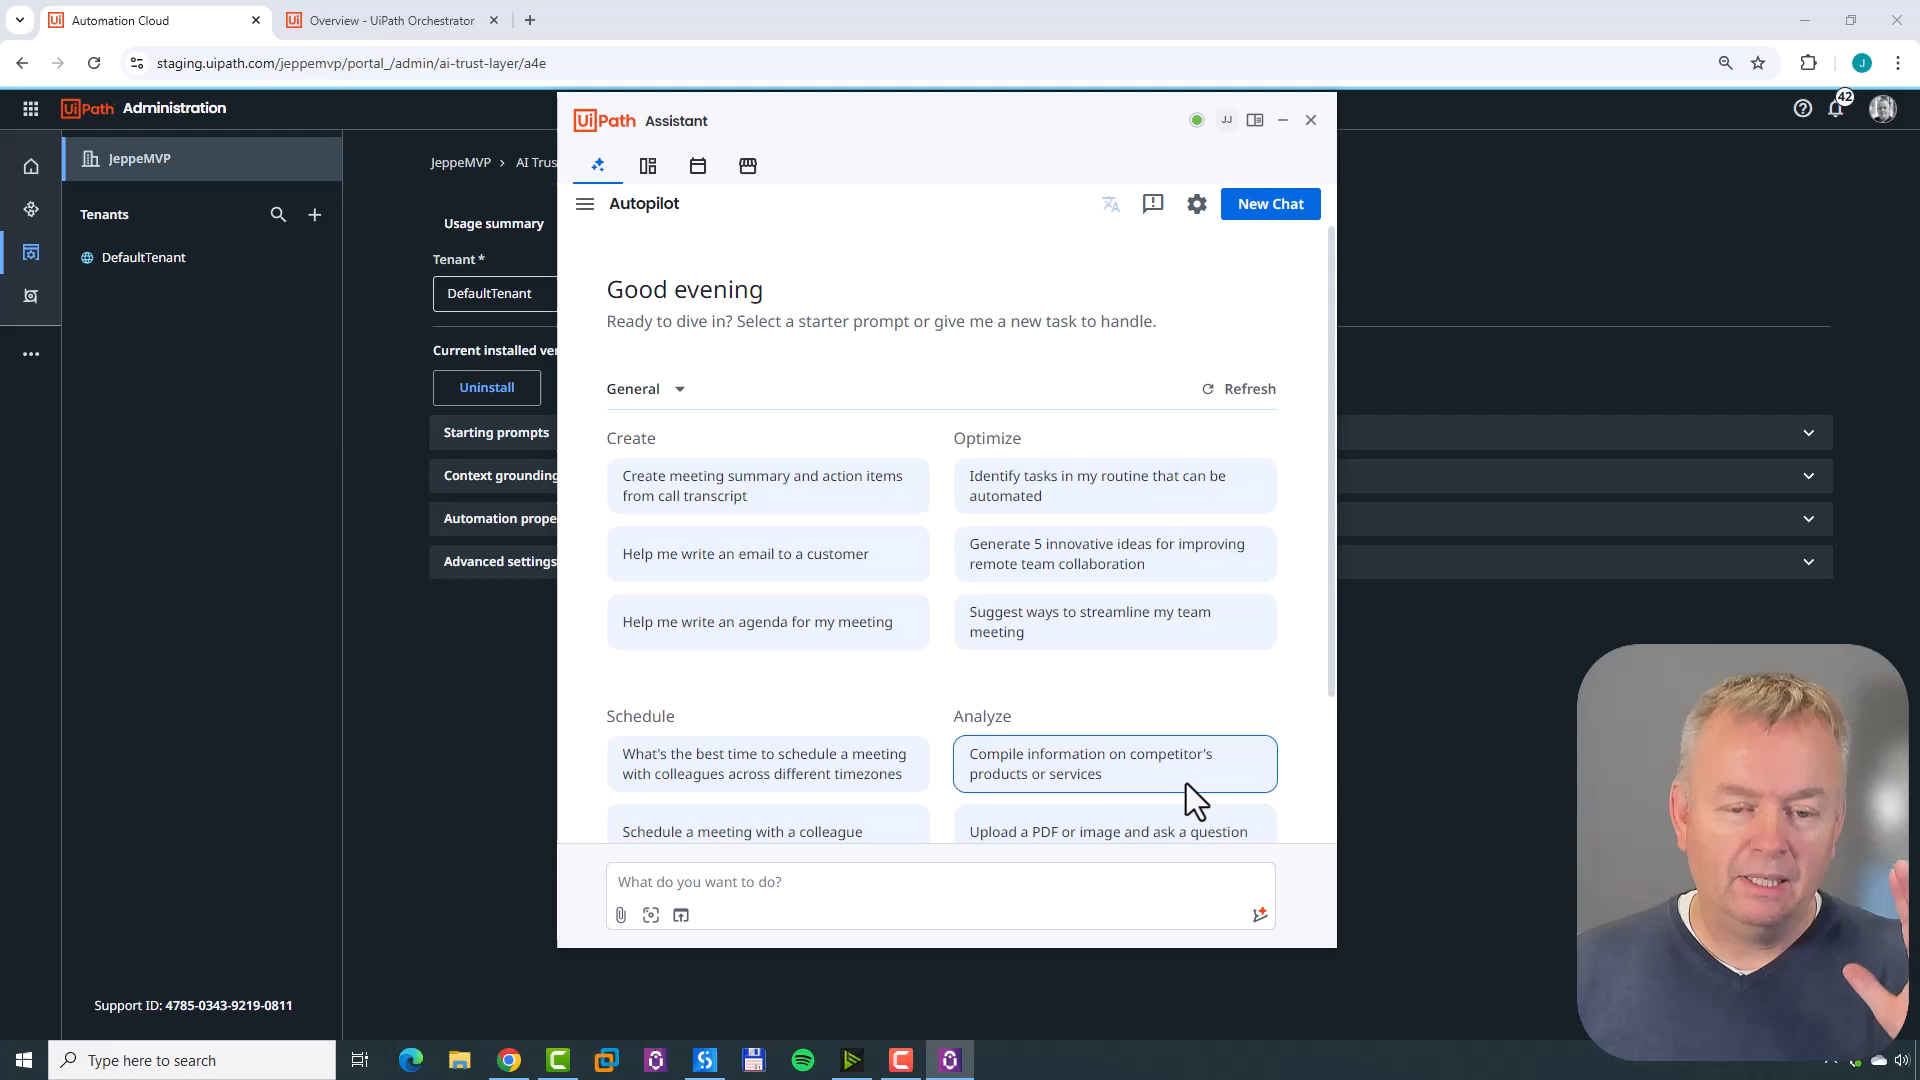 Automation Cloud
Overview - UiPath Orchestrator
staging.uipath.com/jeppemvp/portal_/admin/ai-trust-layer/a4e
J
UiPath Administration
42
JeppeMVP
Tenants
DefaultTenant
Support ID: 4785-0343-9219-0811
JeppeMVP > AI Trus
Usage summary
Tenant *
DefaultTenant
Current installed ver
Uninstall
Starting prompts
Context grounding
Automation prope
Advanced settings
UiPath Assistant
JJ
Autopilot
New Chat
Good evening
Ready to dive in? Select a starter prompt or give me a new task to handle.
General
Refresh
Create
Create meeting summary and action items
from call transcript
Help me write an email to a customer
Help me write an agenda for my meeting
Optimize
Identify tasks in my routine that can be
automated
Generate 5 innovative ideas for improving
remote team collaboration
Suggest ways to streamline my team
meeting
Schedule
What's the best time to schedule a meeting
with colleagues across different timezones
Schedule a meeting with a colleague
Analyze
Compile information on competitor's
products or services
Upload a PDF or image and ask a question
What do you want to do?
Type here to search